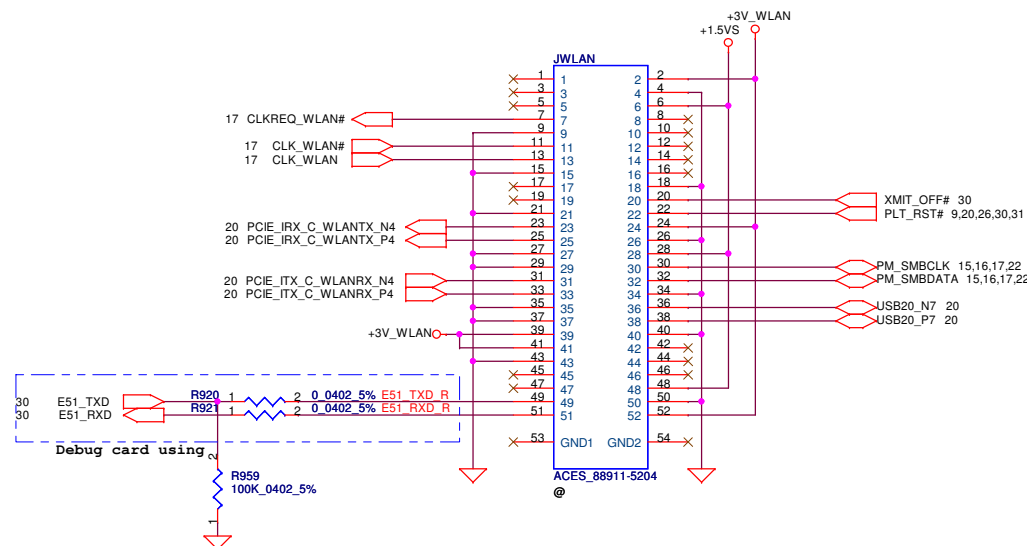 +3V_WLAN
+1.5VS
JWLAN
1 1 2 2
3 3 4 4
5 5 6 6
17 CLKREQ_WLAN# 7 7 8 8
9 9 10 10
17 CLK_WLAN# 11 11 12 12
17 CLK_WLAN 13 13 14 14
15 15 16 16
17 17 18 18
19 19 20 20 XMIT_OFF# 30
21 21 22 22 PLT_RST# 9,20,26,30,31
20 PCIE_IRX_C_WLANTX_N4 23 23 24 24
20 PCIE_IRX_C_WLANTX_P4 25 25 26 26
27 27 28 28
29 29 30 30 PM_SMBCLK 15,16,17,22
20 PCIE_ITX_C_WLANRX_N4 31 31 32 32 PM_SMBDATA 15,16,17,22
20 PCIE_ITX_C_WLANRX_P4 33 33 34 34
35 35 36 36 USB20_N7 20
37 37 38 38 USB20_P7 20
+3V_WLAN 39 39 40 40
41 41 42 42
43 43 44 44
45 45 46 46
47 47 48 48
30 E51_TXD R920 1 2 0_0402_5% E51_TXD_R 49 49 50 50
30 E51_RXD R921 1 2 0_0402_5% E51_RXD_R 51 51 52 52
Debug card using
53 GND1 GND2 54
2
R959
100K_0402_5%
1
ACES_88911-5204
@